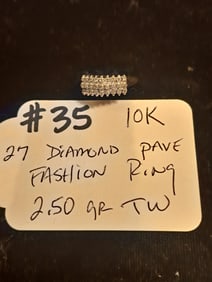 #35 10K
27 DIAMOND PAVE
FASHION RING
2.50 GR TW